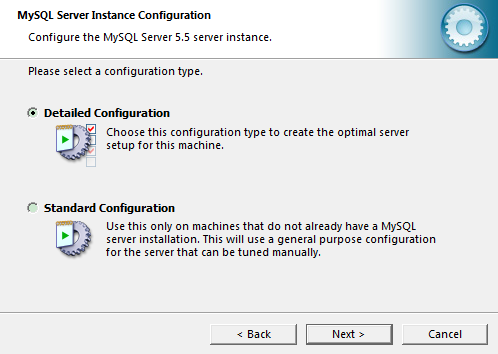 MySQL Server Instance Configuration
Configure the MySQL Server 5.5 server instance.
Please select a configuration type.
Detailed Configuration
Choose this configuration type to create the optimal server
setup for this machine.
Standard Configuration
Use this only on machines that do not already have a MySQL
server installation. This will use a general purpose configuration
for the server that can be tuned manually.
< Back
Next >
Cancel